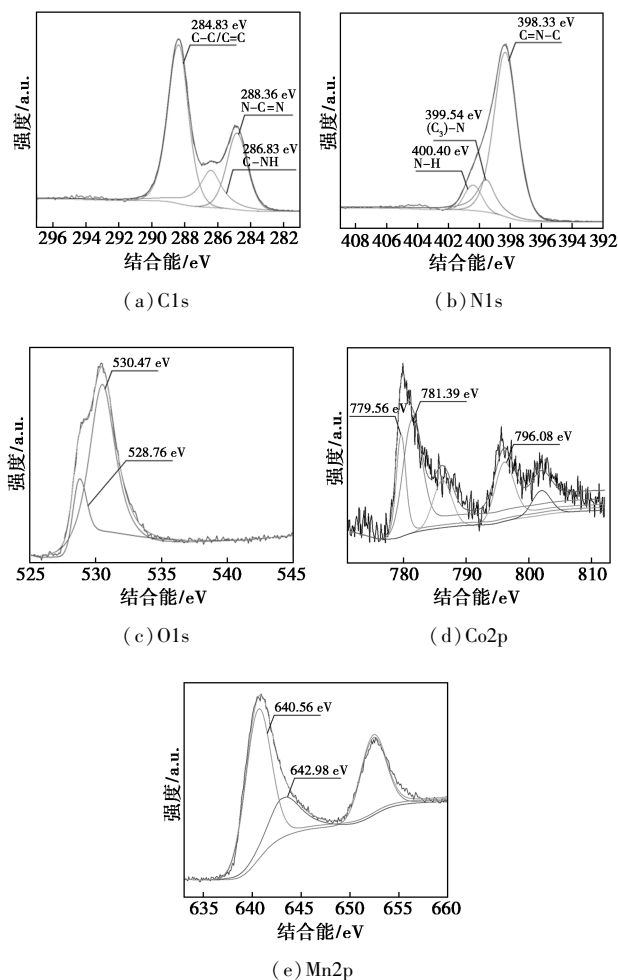 284.83 eV
C-C/C=C
288.36 eV
N-C=N
286.83 eV
C-NH
强度/a.u.
296 294 292 290 288 286 284 282
结合能/eV
(a)C1s
398.33 eV
C=N-C
399.54 eV
(C3)-N
400.40 eV
N-H
强度/a.u.
408 406 404 402 400 398 396 394 392
结合能/eV
(b)N1s
530.47 eV
528.76 eV
强度/a.u.
525 530 535 540 545
结合能/eV
(c)O1s
779.56 eV
781.39 eV
796.08 eV
强度/a.u.
780 790 800 810
结合能/eV
(d)Co2p
640.56 eV
642.98 eV
强度/a.u.
635 640 645 650 655 660
结合能/eV
(e)Mn2p